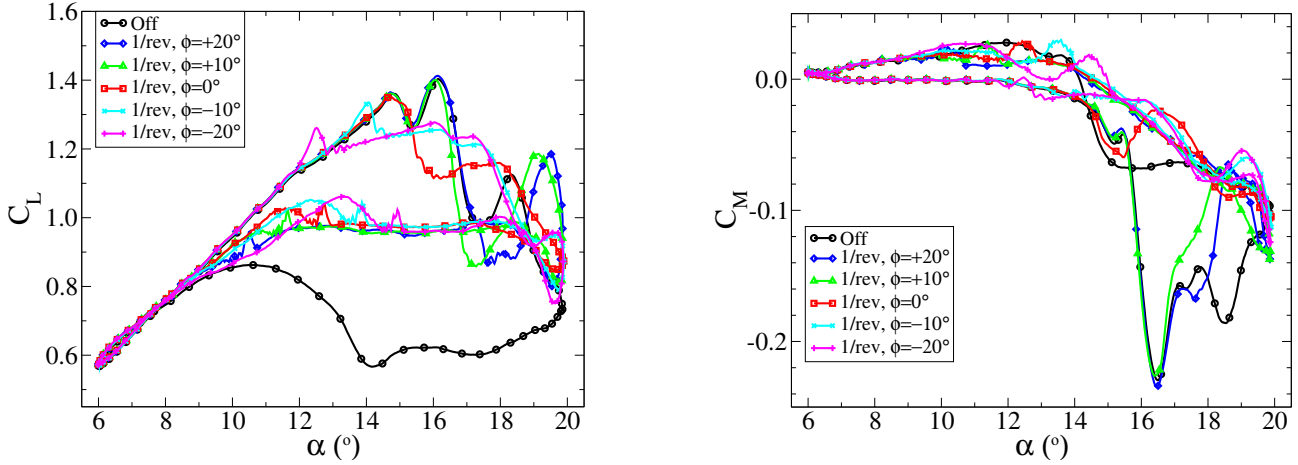 1.6
1.4
1.2
1.0
0.8
0.6
C_L
Off
1/rev, ϕ=+20°
1/rev, ϕ=+10°
1/rev, ϕ=0°
1/rev, ϕ=−10°
1/rev, ϕ=−20°
6 8 10 12 14 16 18 20
α (°)
0.0
-0.1
-0.2
C_M
Off
1/rev, ϕ=+20°
1/rev, ϕ=+10°
1/rev, ϕ=0°
1/rev, ϕ=−10°
1/rev, ϕ=−20°
6 8 10 12 14 16 18 20
α (°)